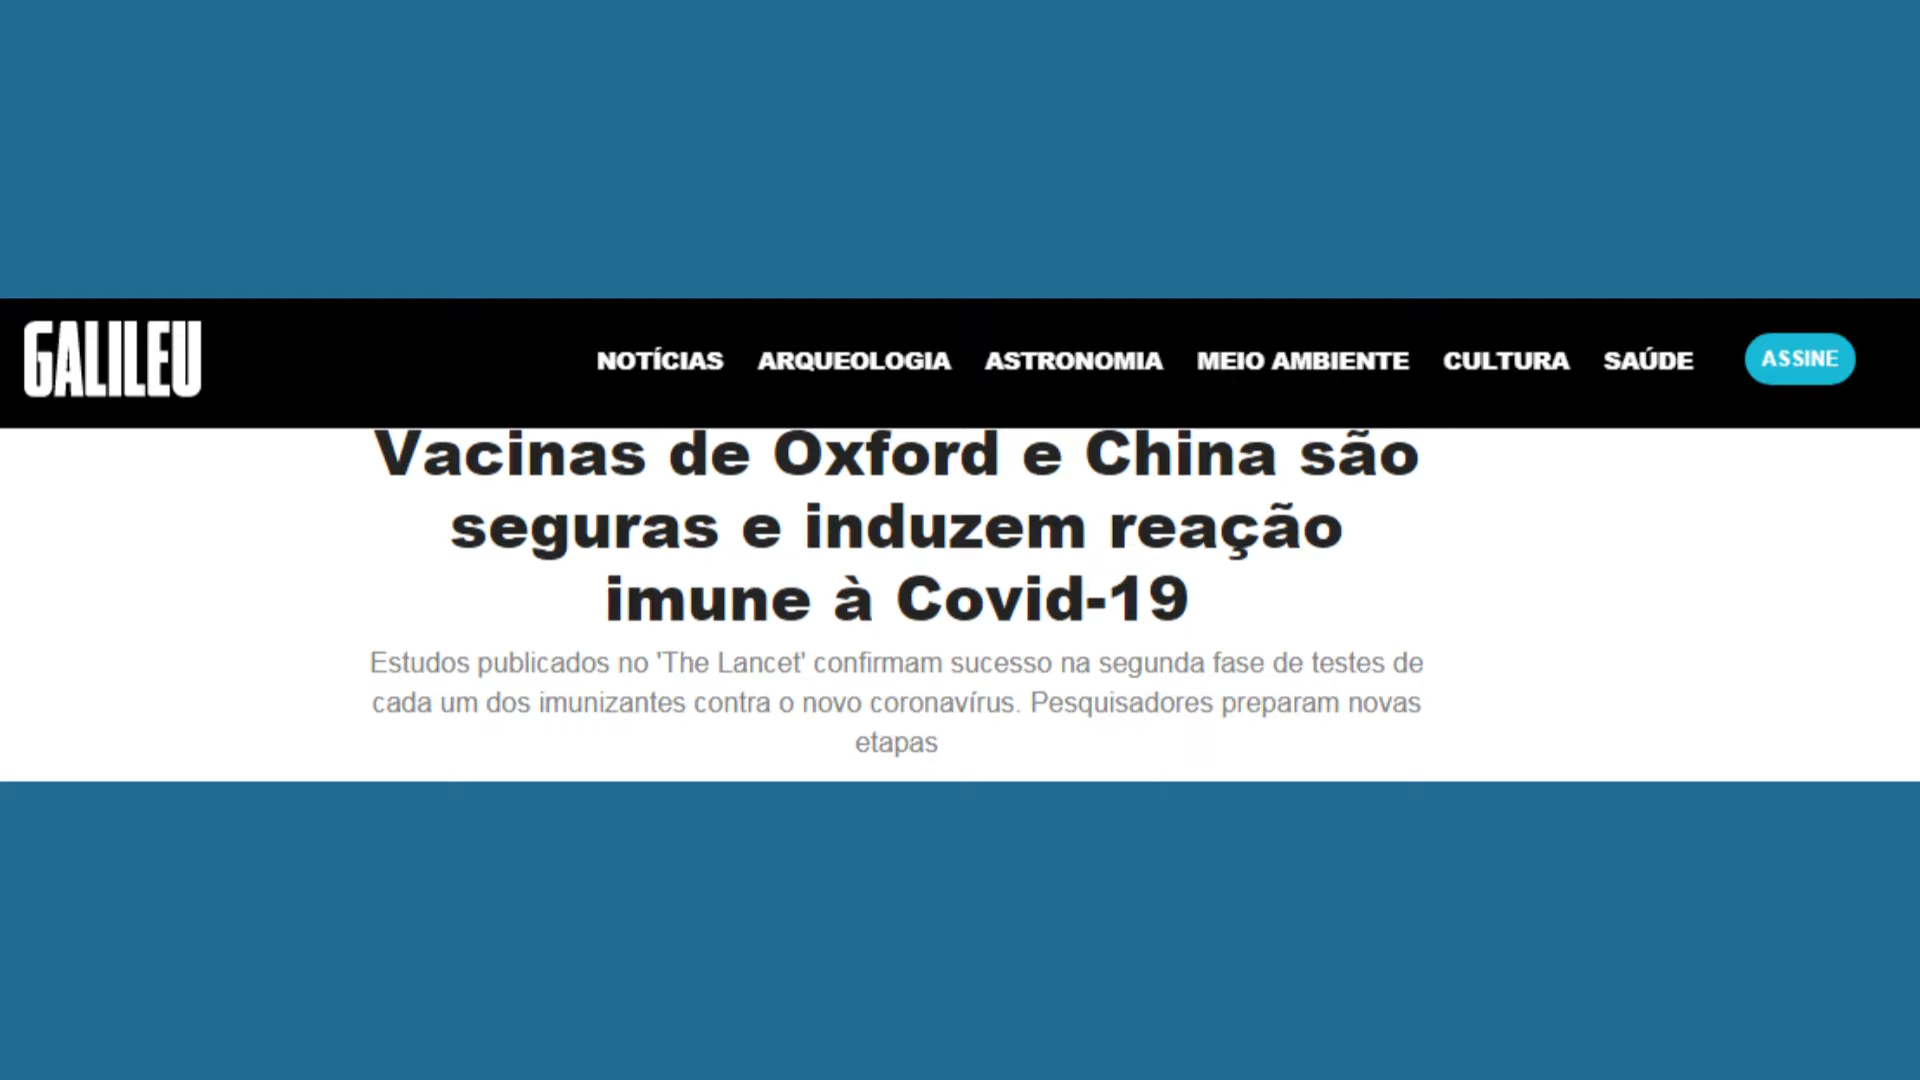 GALILEU
NOTÍCIAS ARQUEOLOGIA ASTRONOMIA MEIO AMBIENTE CULTURA SAÚDE ASSINE
Vacinas de Oxford e China são
seguras e induzem reação
imune à Covid-19
Estudos publicados no 'The Lancet' confirmam sucesso na segunda fase de testes de
cada um dos imunizantes contra o novo coronavírus. Pesquisadores preparam novas
etapas